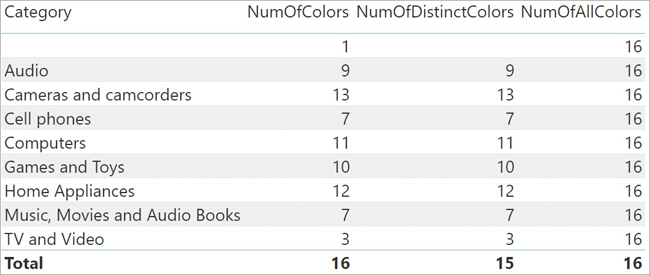 Category NumOfColors NumOfDistinctColors NumOfAllColors
1 16
Audio 9 9 16
Cameras and camcorders 13 13 16
Cell phones 7 7 16
Computers 11 11 16
Games and Toys 10 10 16
Home Appliances 12 12 16
Music, Movies and Audio Books 7 7 16
TV and Video 3 3 16
Total 16 15 16